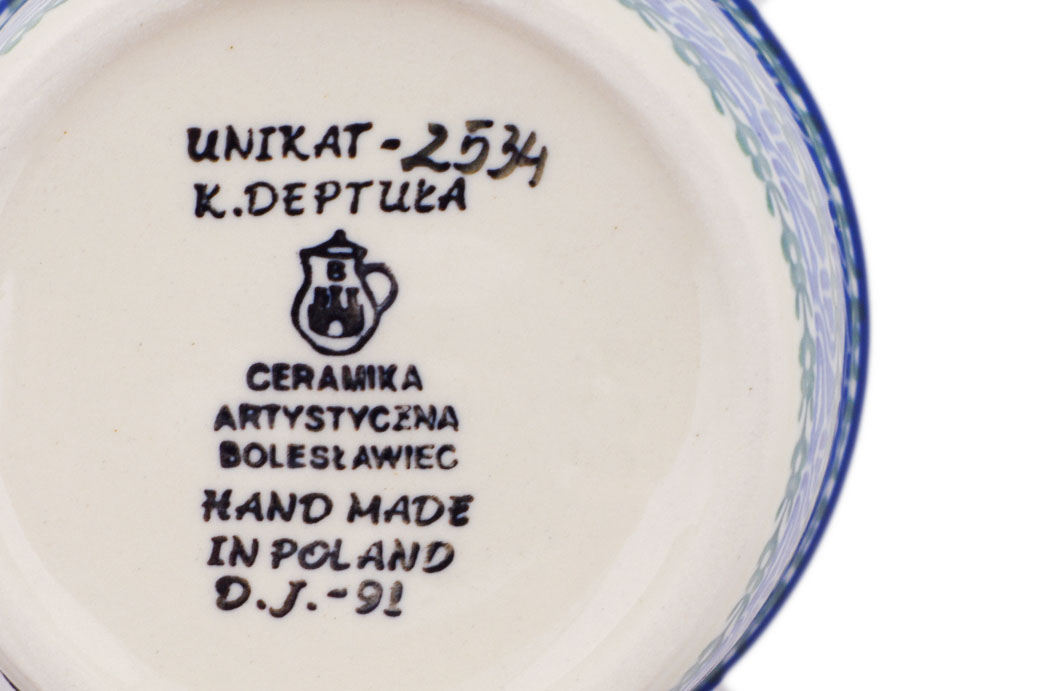 UNIKAT - 2534
K. DEPTUŁA
B
CERAMIKA
ARTYSTYCZNA
BOLESŁAWIEC
HAND MADE
IN POLAND
D.J.-91